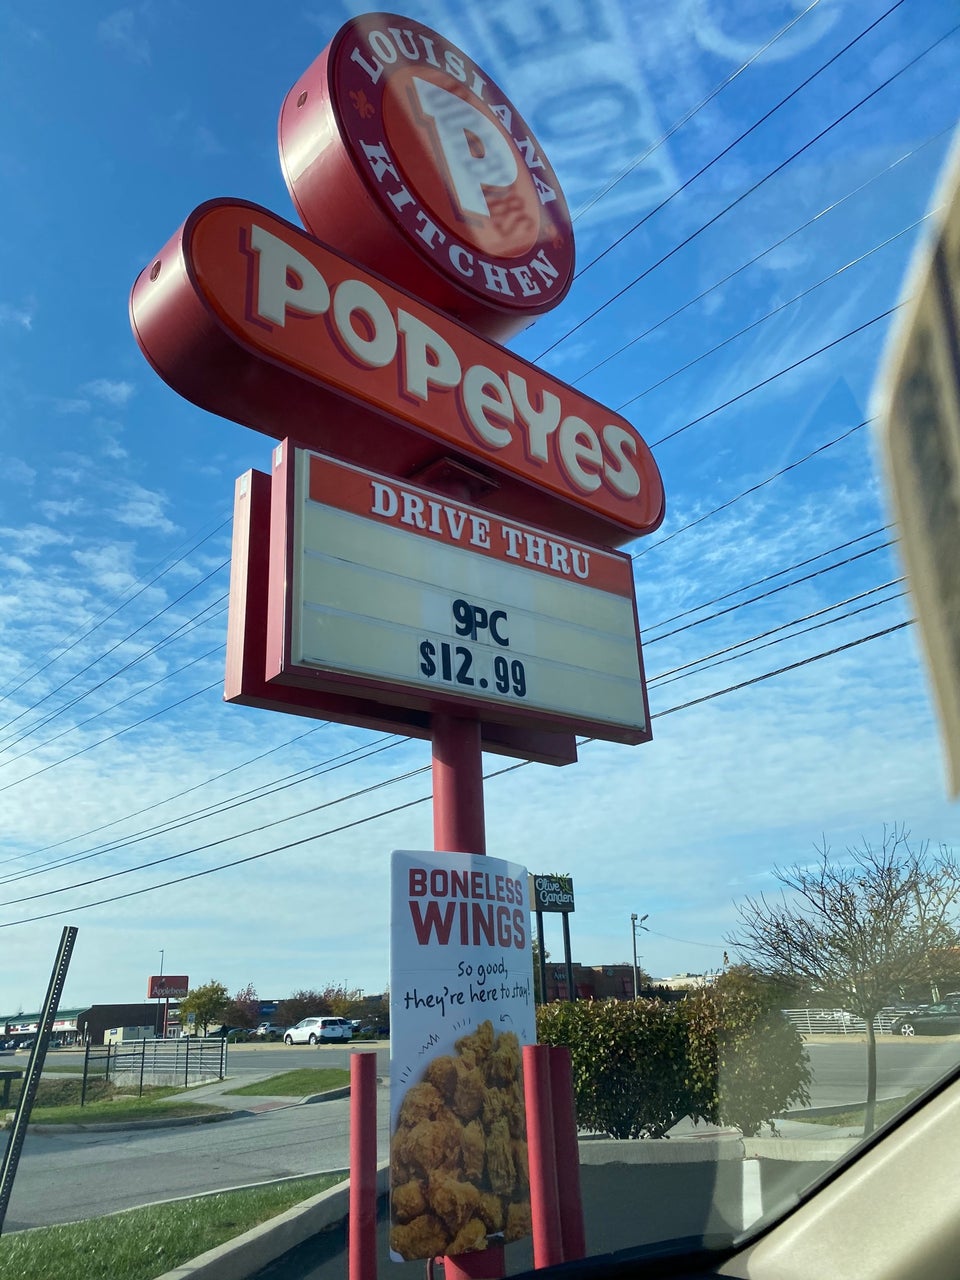 LOUISIANA
P
KITCHEN
POPEYES
DRIVE THRU
9PC
$12.99
BONELESS
WINGS
So good,
they're here to stay!
Olive
Garden
Applebee's